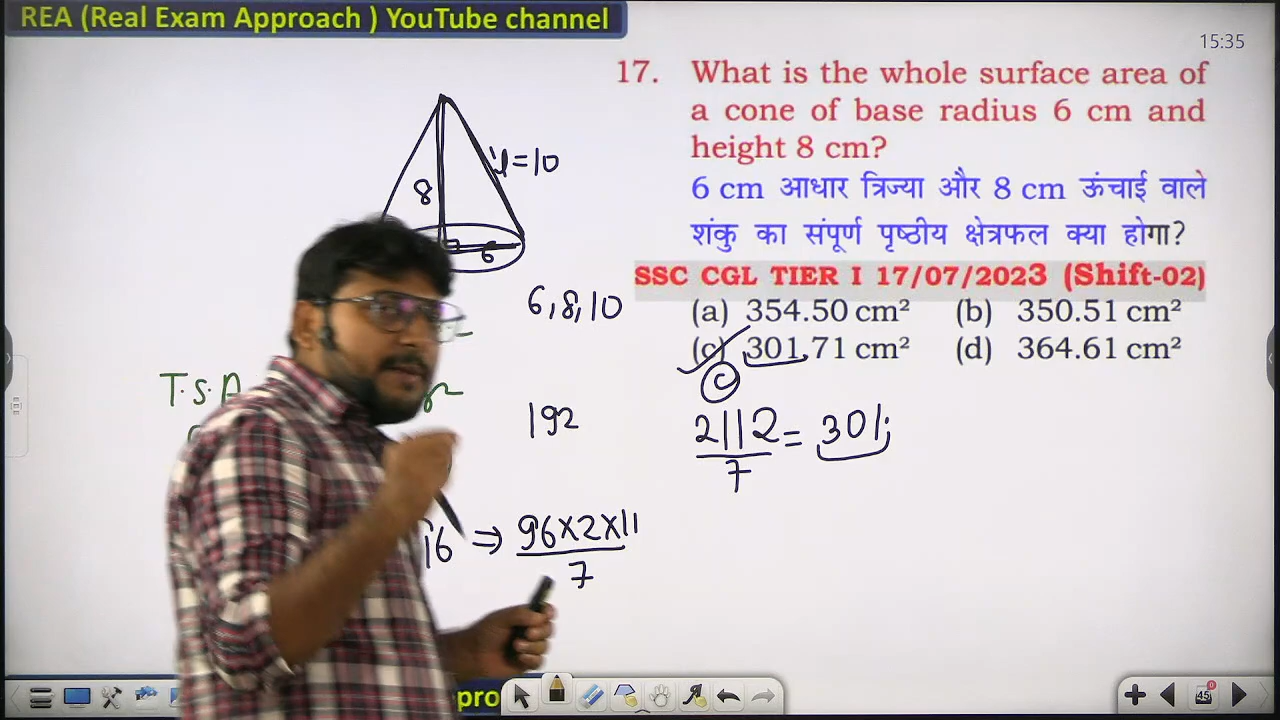 REA (Real Exam Approach ) YouTube channel
15:35
17. What is the whole surface area of
a cone of base radius 6 cm and
height 8 cm?
6 cm आधार त्रिज्या और 8 cm ऊंचाई वाले
शंकु का संपूर्ण पृष्ठीय क्षेत्रफल क्या होगा?
SSC CGL TIER I 17/07/2023 (Shift-02)
(a) 354.50 cm² (b) 350.51 cm²
(c) 301.71 cm² (d) 364.61 cm²
l=10
8
6
6,8,10
T.S.A
192
C
2112/7 = 301.
96 ⇒ 96×2×11/7
45